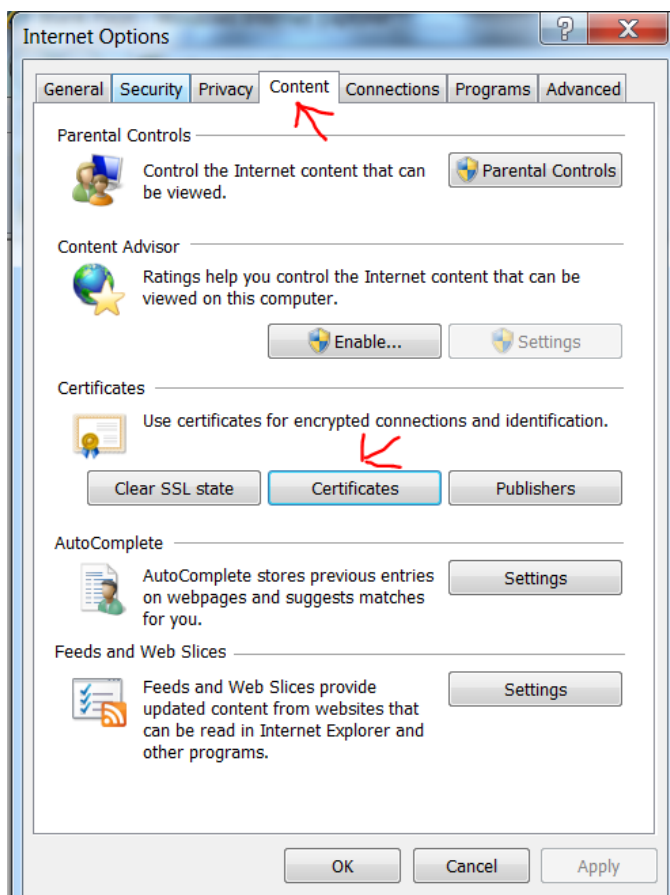 Internet Options
General Security Privacy Content Connections Programs Advanced
Parental Controls
Control the Internet content that can
be viewed.
Parental Controls
Content Advisor
Ratings help you control the Internet content that can be
viewed on this computer.
Enable... Settings
Certificates
Use certificates for encrypted connections and identification.
Clear SSL state Certificates Publishers
AutoComplete
AutoComplete stores previous entries
on webpages and suggests matches
for you.
Settings
Feeds and Web Slices
Feeds and Web Slices provide
updated content from websites that
can be read in Internet Explorer and
other programs.
Settings
OK Cancel Apply